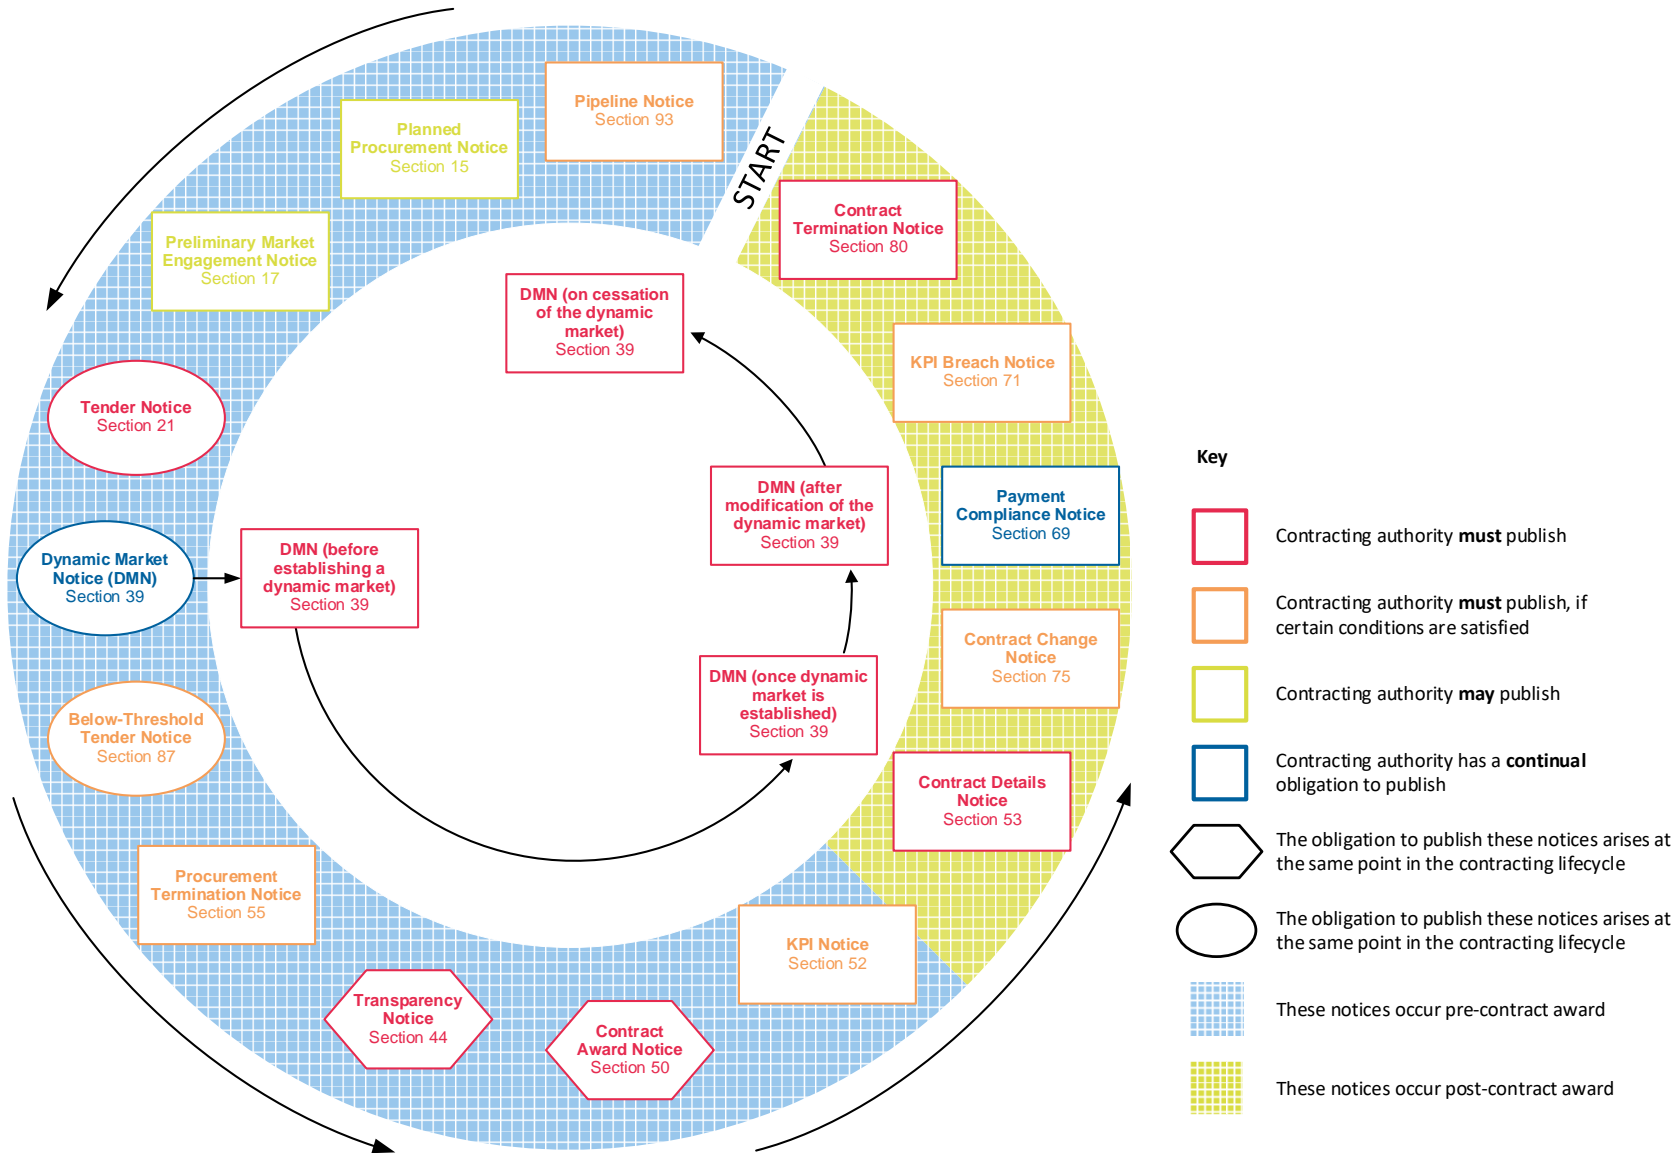 START
Pipeline Notice
Section 93
Planned
Procurement Notice
Section 15
Preliminary Market
Engagement Notice
Section 17
Tender Notice
Section 21
Dynamic Market
Notice (DMN)
Section 39
Below-Threshold
Tender Notice
Section 87
Procurement
Termination Notice
Section 55
Transparency
Notice
Section 44
Contract
Award Notice
Section 50
KPI Notice
Section 52
Contract Details
Notice
Section 53
Contract Change
Notice
Section 75
Payment
Compliance Notice
Section 69
KPI Breach Notice
Section 71
Contract
Termination Notice
Section 80
DMN (before
establishing a
dynamic market)
Section 39
DMN (once dynamic
market is
established)
Section 39
DMN (after
modification of the
dynamic market)
Section 39
DMN (on cessation
of the dynamic
market)
Section 39
Key
Contracting authority must publish
Contracting authority must publish, if
certain conditions are satisfied
Contracting authority may publish
Contracting authority has a continual
obligation to publish
The obligation to publish these notices arises at
the same point in the contracting lifecycle
The obligation to publish these notices arises at
the same point in the contracting lifecycle
These notices occur pre-contract award
These notices occur post-contract award